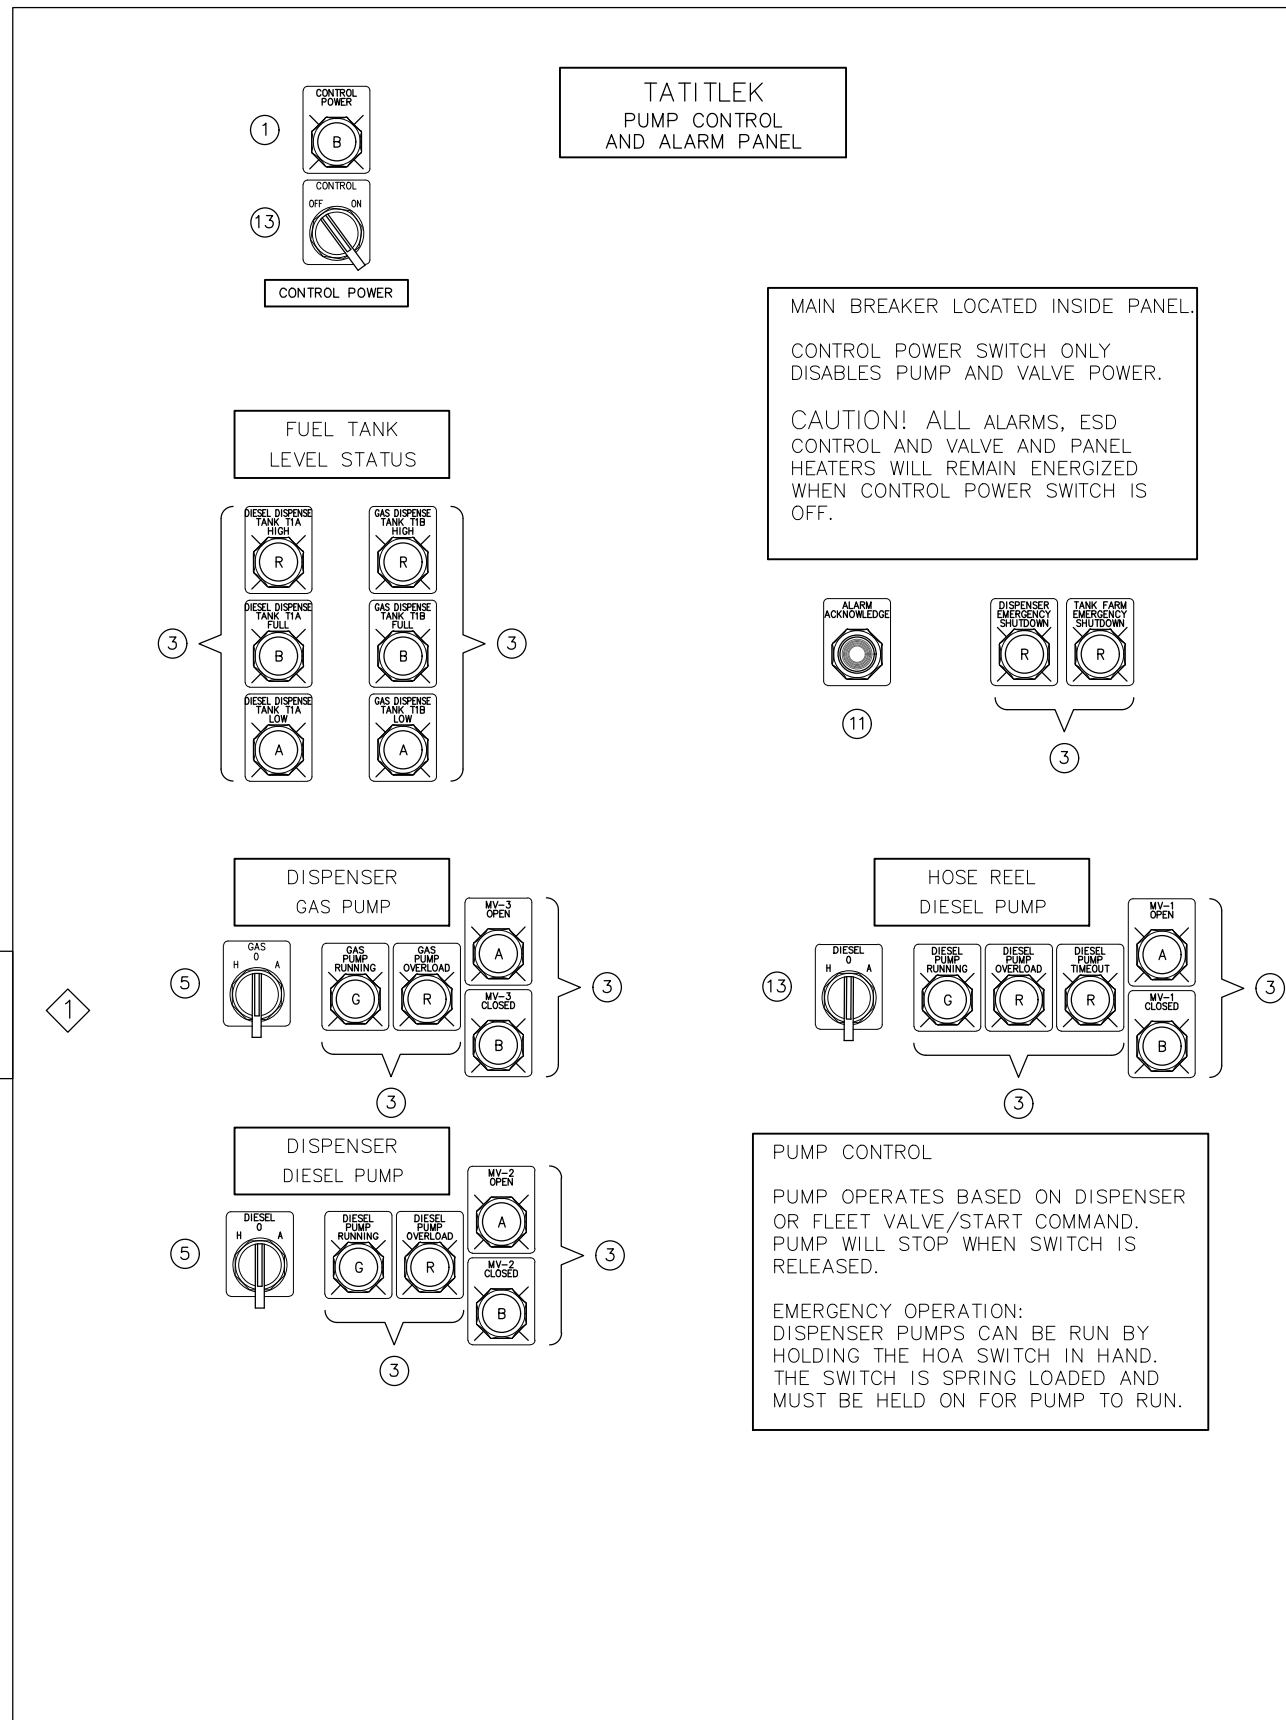 TATITLEK
PUMP CONTROL
AND ALARM PANEL
1
CONTROL
POWER
B
13
CONTROL
OFF ON
CONTROL POWER
MAIN BREAKER LOCATED INSIDE PANEL.
CONTROL POWER SWITCH ONLY
DISABLES PUMP AND VALVE POWER.
CAUTION! ALL ALARMS, ESD
CONTROL AND VALVE AND PANEL
HEATERS WILL REMAIN ENERGIZED
WHEN CONTROL POWER SWITCH IS
OFF.
FUEL TANK
LEVEL STATUS
DIESEL DISPENSE
TANK T1A
HIGH
R
GAS DISPENSE
TANK T1B
HIGH
R
3
DIESEL DISPENSE
TANK T1A
FULL
B
GAS DISPENSE
TANK T1B
FULL
B
3
DIESEL DISPENSE
TANK T1A
LOW
A
GAS DISPENSE
TANK T1B
LOW
A
ALARM
ACKNOWLEDGE
11
DISPENSER
EMERGENCY
SHUTDOWN
R
TANK FARM
EMERGENCY
SHUTDOWN
R
3
1
DISPENSER
GAS PUMP
5
GAS
0
H A
GAS
PUMP
RUNNING
G
GAS
PUMP
OVERLOAD
R
3
MV-3
OPEN
A
MV-3
CLOSED
B
3
HOSE REEL
DIESEL PUMP
13
DIESEL
0
H A
DIESEL
PUMP
RUNNING
G
DIESEL
PUMP
OVERLOAD
R
DIESEL
PUMP
TIMEOUT
R
3
MV-1
OPEN
A
MV-1
CLOSED
B
3
DISPENSER
DIESEL PUMP
5
DIESEL
0
H A
DIESEL
PUMP
RUNNING
G
DIESEL
PUMP
OVERLOAD
R
3
MV-2
OPEN
A
MV-2
CLOSED
B
3
PUMP CONTROL
PUMP OPERATES BASED ON DISPENSER
OR FLEET VALVE/START COMMAND.
PUMP WILL STOP WHEN SWITCH IS
RELEASED.
EMERGENCY OPERATION:
DISPENSER PUMPS CAN BE RUN BY
HOLDING THE HOA SWITCH IN HAND.
THE SWITCH IS SPRING LOADED AND
MUST BE HELD ON FOR PUMP TO RUN.